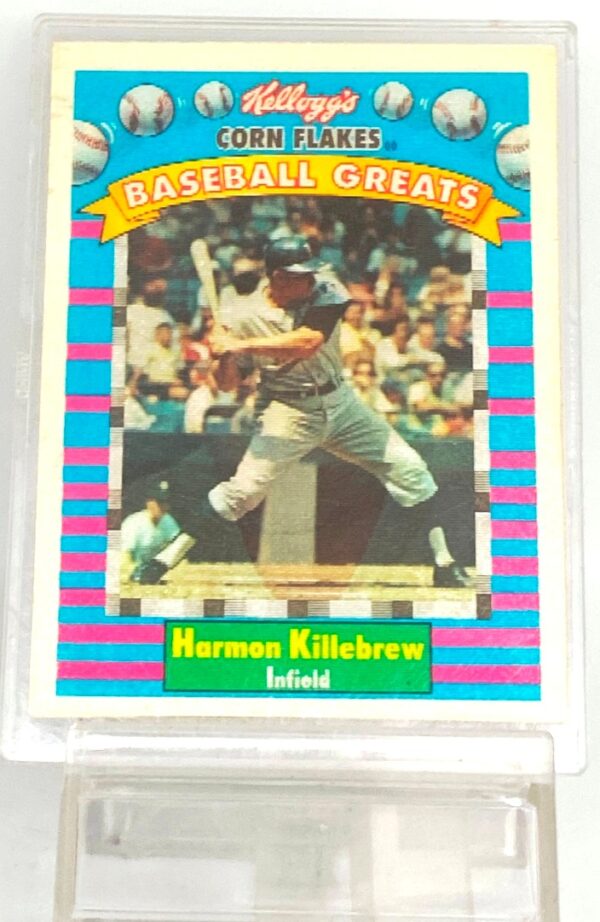 Kellogg's
CORN FLAKES
BASEBALL GREATS
Harmon Killebrew
Infield